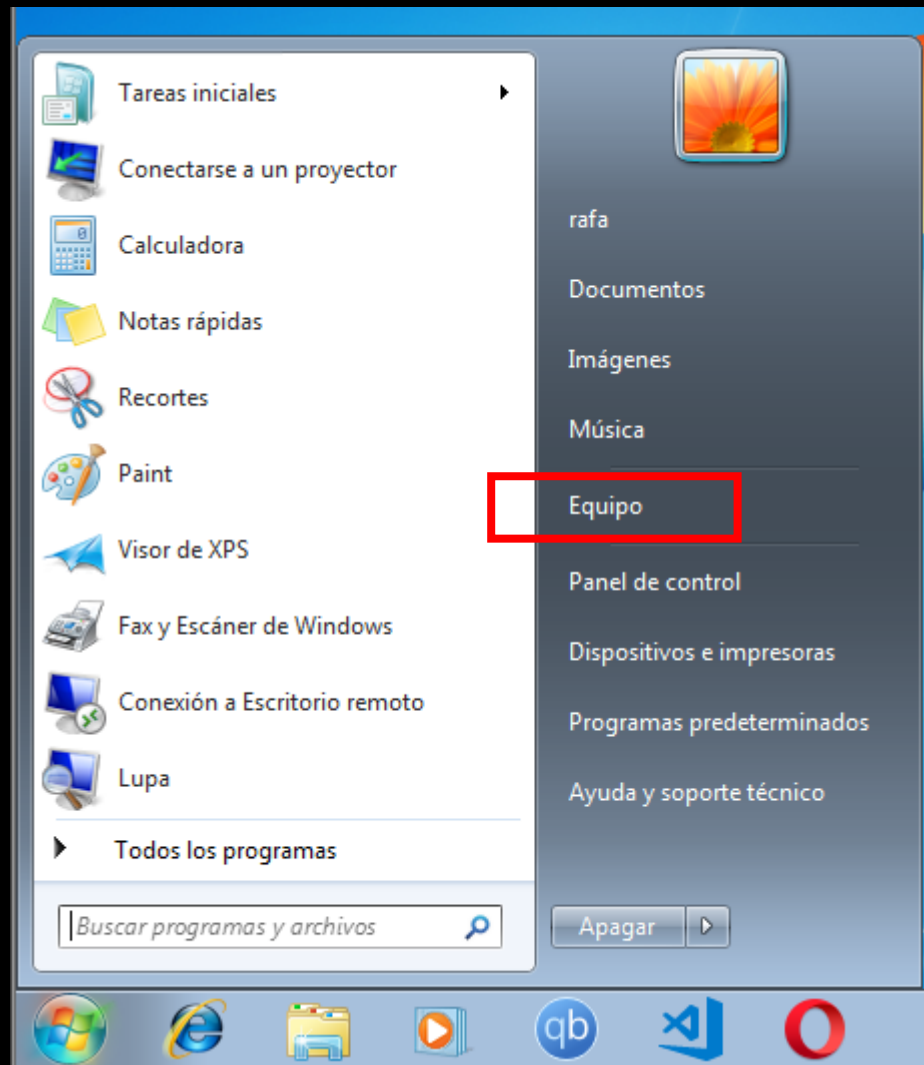 Tareas iniciales
Conectarse a un proyector
Calculadora
Notas rápidas
Recortes
Paint
Visor de XPS
Fax y Escáner de Windows
Conexión a Escritorio remoto
Lupa
Todos los programas
Buscar programas y archivos
rafa
Documentos
Imágenes
Música
Equipo
Panel de control
Dispositivos e impresoras
Programas predeterminados
Ayuda y soporte técnico
Apagar
qb